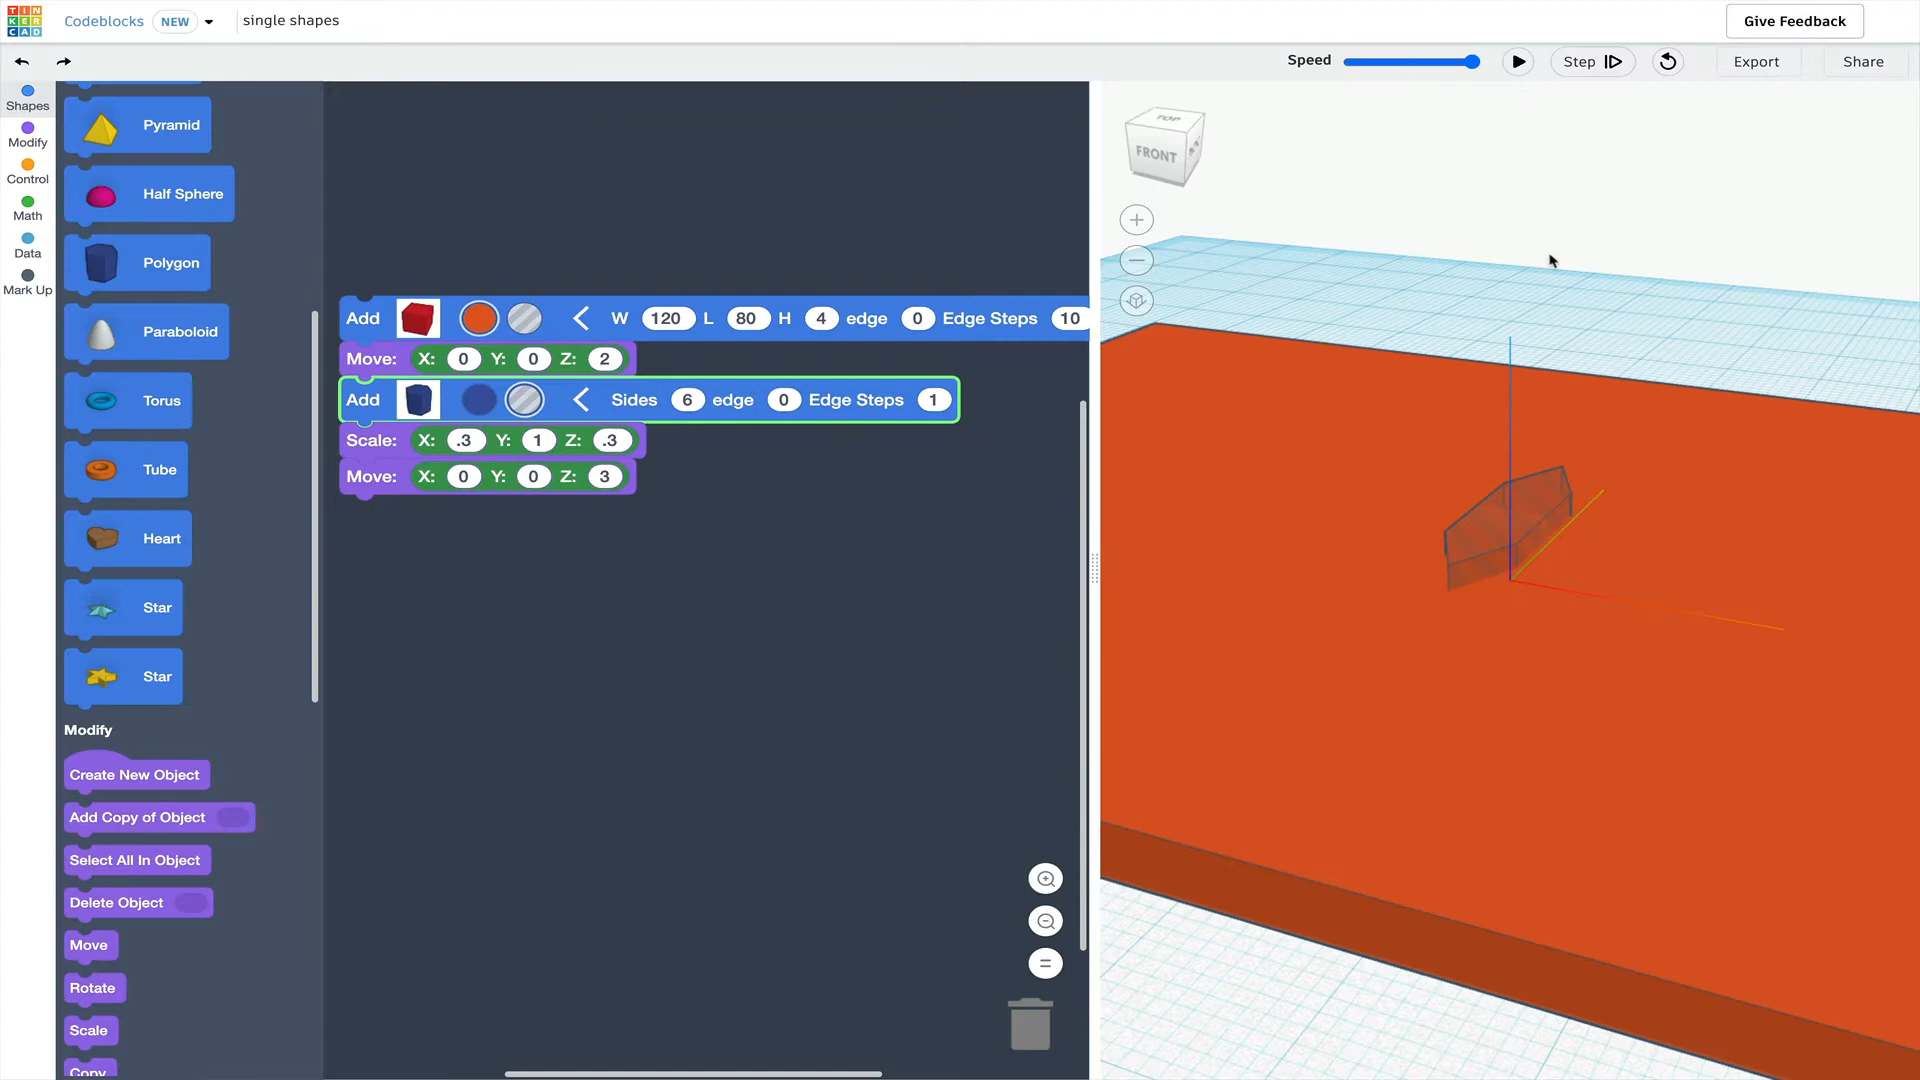 TIN
KER
CAD
Codeblocks NEW single shapes
Give Feedback
Speed Step Export Share
Shapes
Modify
Control
Math
Data
Mark Up
Pyramid
Half Sphere
Polygon
Paraboloid
Torus
Tube
Heart
Star
Star
Modify
Create New Object
Add Copy of Object
Select All In Object
Delete Object
Move
Rotate
Scale
Copy
Add W 120 L 80 H 4 edge 0 Edge Steps 10
Move: X: 0 Y: 0 Z: 2
Add Sides 6 edge 0 Edge Steps 1
Scale: X: .3 Y: 1 Z: .3
Move: X: 0 Y: 0 Z: 3
TOP
FRONT